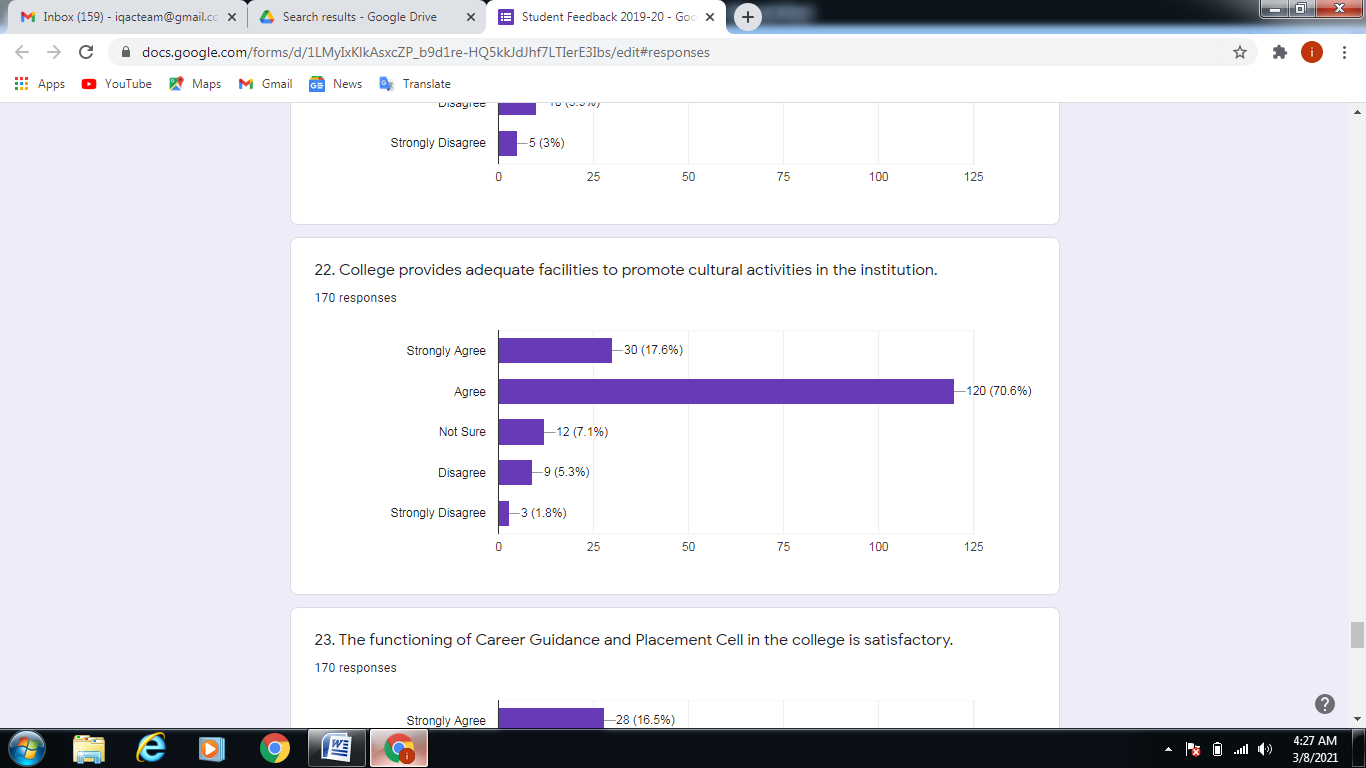 Inbox (159) - iqacteam@gmail.co
Search results - Google Drive
Student Feedback 2019-20 - Goo
docs.google.com/forms/d/1LMyIxKlkAsxcZP_b9d1re-HQ5kkJdJhf7LTIerE3Ibs/edit#responses
i
Apps YouTube Maps Gmail News Translate
Disagree
Strongly Disagree 5 (3%)
0 25 50 75 100 125
22. College provides adequate facilities to promote cultural activities in the institution.
170 responses
Strongly Agree 30 (17.6%)
Agree 120 (70.6%)
Not Sure 12 (7.1%)
Disagree 9 (5.3%)
Strongly Disagree 3 (1.8%)
0 25 50 75 100 125
23. The functioning of Career Guidance and Placement Cell in the college is satisfactory.
170 responses
Strongly Agree 28 (16.5%)
4:27 AM
3/8/2021